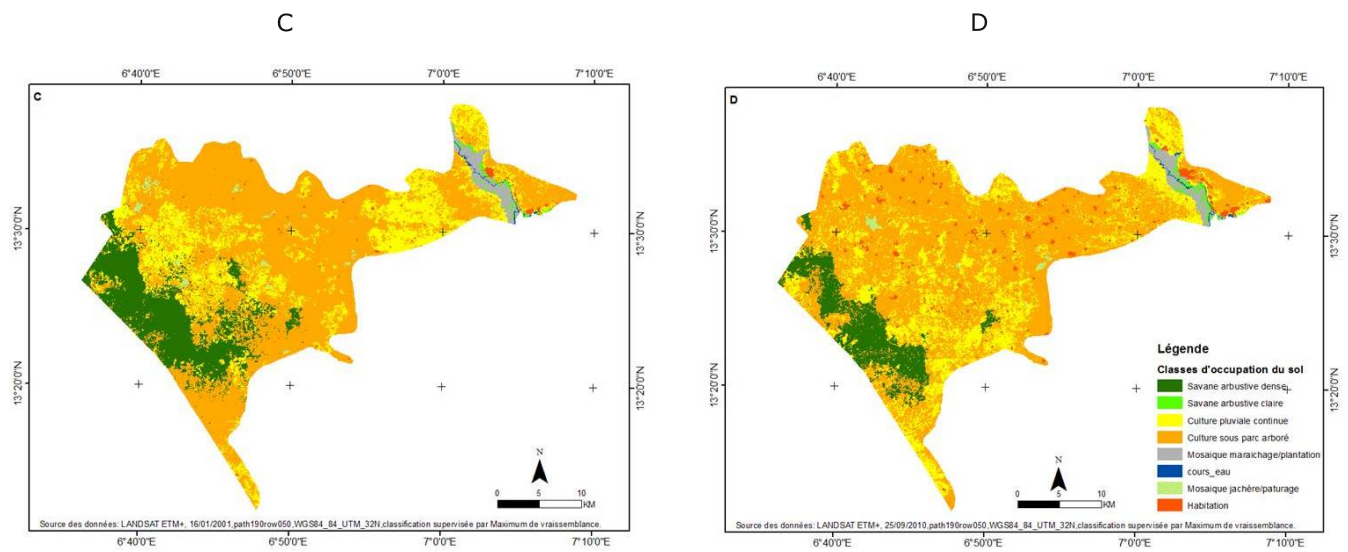 C
D
6°40'0"E 6°50'0"E 7°0'0"E 7°10'0"E
C
13°30'0"N 13°30'0"N
13°20'0"N 13°20'0"N
N
0 5 10
KM
Source des données: LANDSAT ETM+, 16/01/2001,path190row050,WGS84_84_UTM_32N,classification supervisée par Maximum de vraissemblance.
6°40'0"E 6°50'0"E 7°0'0"E 7°10'0"E
6°40'0"E 6°50'0"E 7°0'0"E 7°10'0"E
D
13°30'0"N 13°30'0"N
13°20'0"N 13°20'0"N
Légende
Classes d'occupation du sol
Savane arbustive dense
Savane arbustive claire
Culture pluviale continue
Culture sous parc arboré
Mosaique maraichage/plantation
cours_eau
Mosaique jachère/paturage
Habitation
N
0 5 10
KM
Source des données: LANDSAT ETM+, 25/09/2010,path190row050,WGS84_84_UTM_32N,classification supervisée par Maximum de vraissemblance.
6°40'0"E 6°50'0"E 7°0'0"E 7°10'0"E